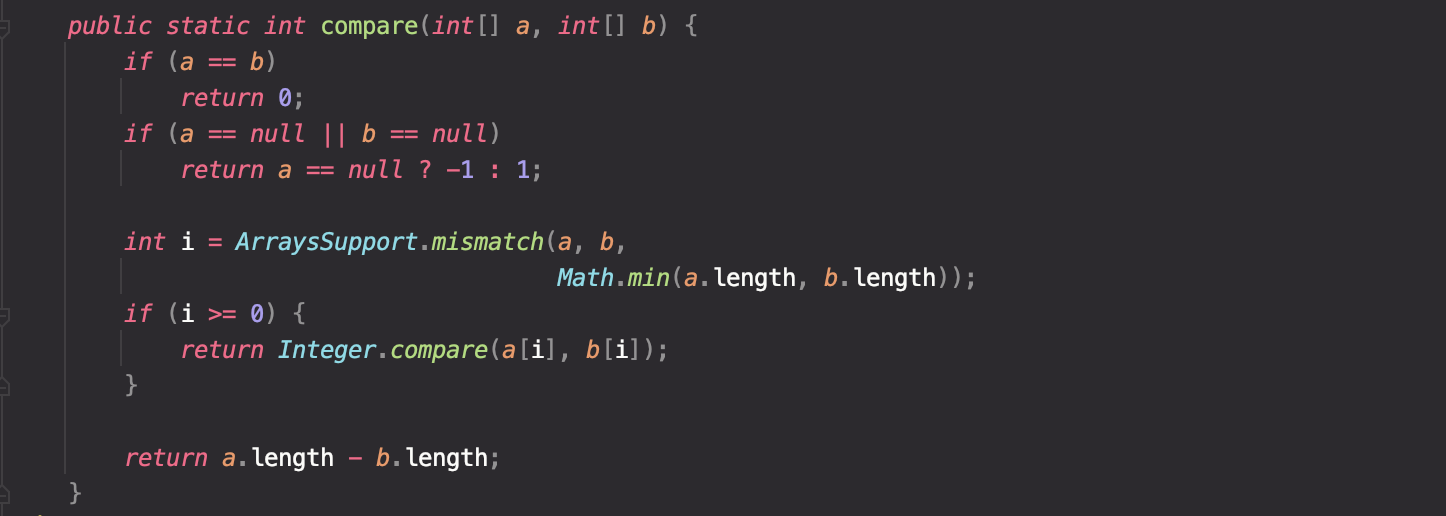 public static int compare(int[] a, int[] b) {
    if (a == b)
        return 0;
    if (a == null || b == null)
        return a == null ? -1 : 1;

    int i = ArraysSupport.mismatch(a, b,
                                   Math.min(a.length, b.length));
    if (i >= 0) {
        return Integer.compare(a[i], b[i]);
    }

    return a.length - b.length;
}